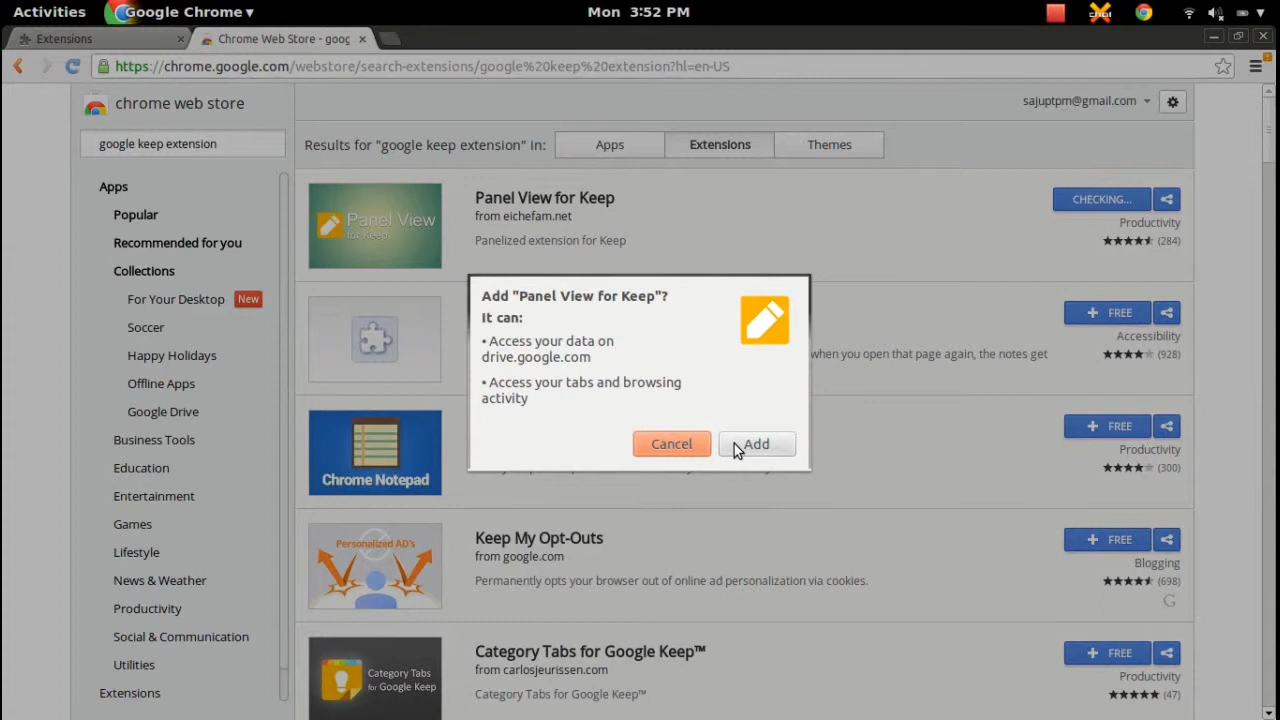 Activities
Google Chrome ▾
Mon 3:52 PM
Extensions
Chrome Web Store - goog
https://chrome.google.com/webstore/search-extensions/google%20keep%20extension?hl=en-US
chrome web store
sajuptpm@gmail.com
google keep extension
Results for "google keep extension" in:
Apps
Extensions
Themes
Apps
Popular
Recommended for you
Collections
For Your Desktop New
Soccer
Happy Holidays
Offline Apps
Google Drive
Business Tools
Education
Entertainment
Games
Lifestyle
News & Weather
Productivity
Social & Communication
Utilities
Extensions
Panel View
for Keep
Panel View for Keep
from eichefam.net
Panelized extension for Keep
CHECKING...
Productivity
(284)
Add "Panel View for Keep"?
It can:
• Access your data on
drive.google.com
• Access your tabs and browsing
activity
Cancel
Add
when you open that page again, the notes get
+ FREE
Accessibility
(928)
Chrome Notepad
+ FREE
Productivity
(300)
Personalized AD's
Keep My Opt-Outs
from google.com
Permanently opts your browser out of online ad personalization via cookies.
+ FREE
Blogging
(698)
G
Category Tabs
for Google Keep
Category Tabs for Google Keep™
from carlosjeurissen.com
Category Tabs for Google Keep™
+ FREE
Productivity
(47)